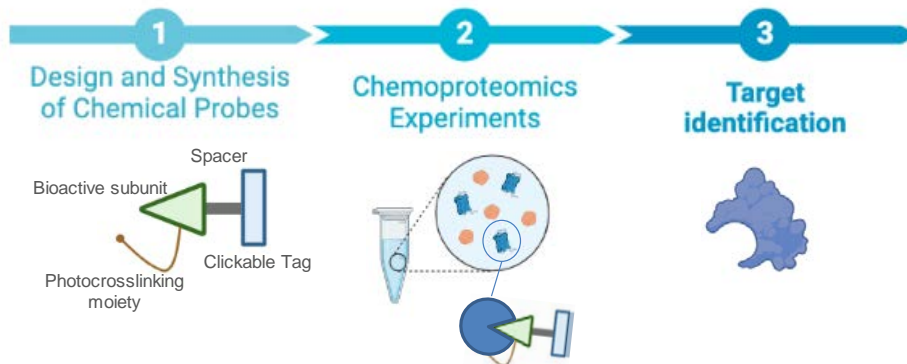 1
Design and Synthesis
of Chemical Probes
2
Chemoproteomics
Experiments
3
Target
identification
Spacer
Bioactive subunit
Photocrosslinking
moiety
Clickable Tag